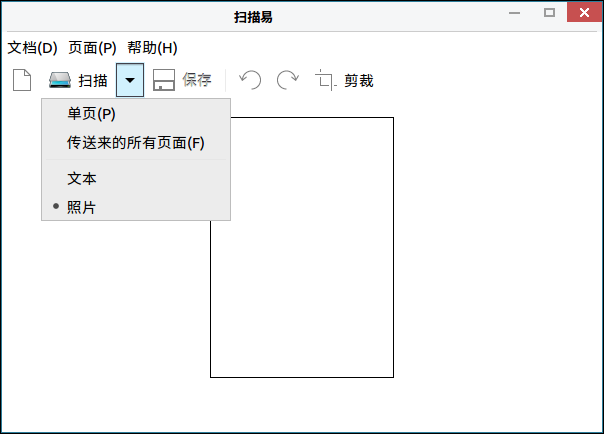 扫描易
文档(D) 页面(P) 帮助(H)
扫描 保存 剪裁
单页(P)
传送来的所有页面(F)
文本
照片